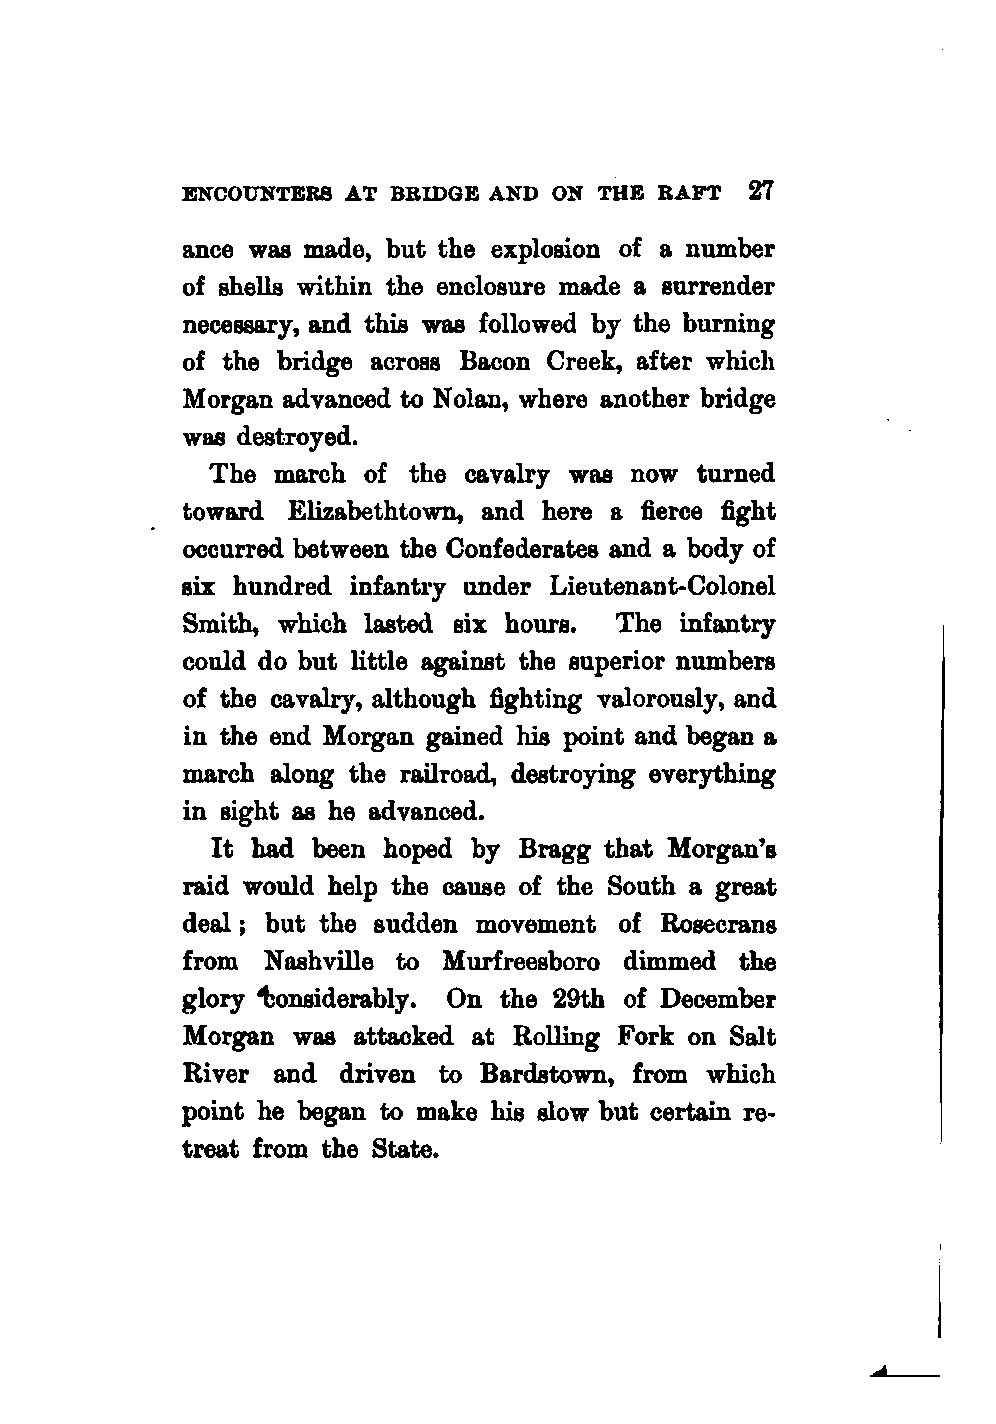 ENCOUNTERS AT BRIDGE AND ON THE RAFT 27
ance was made, but the explosion of a number
of shells within the enclosure made a surrender
necessary, and this was followed by the burning
of the bridge across Bacon Creek, after which
Morgan advanced to Nolan, where another bridge
was destroyed.
The march of the cavalry was now turned
toward Elizabethtown, and here a fierce fight
occurred between the Confederates and a body of
six hundred infantry under Lieutenant-Colonel
Smith, which lasted six hours. The infantry
could do but little against the superior numbers
of the cavalry, although fighting valorously, and
in the end Morgan gained his point and began a
march along the railroad, destroying everything
in sight as he advanced.
It had been hoped by Bragg that Morgan's
raid would help the cause of the South a great
deal; but the sudden movement of Rosecrans
from Nashville to Murfreesboro dimmed the
glory considerably. On the 29th of December
Morgan was attacked at Rolling Fork on Salt
River and driven to Bardstown, from which
point he began to make his slow but certain re-
treat from the State.